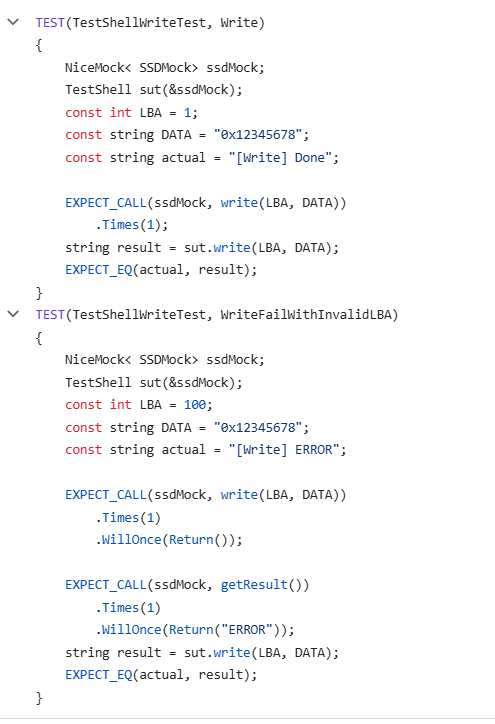 TEST(TestShellWriteTest, Write)
{
    NiceMock< SSDMock> ssdMock;
    TestShell sut(&ssdMock);
    const int LBA = 1;
    const string DATA = "0x12345678";
    const string actual = "[Write] Done";

    EXPECT_CALL(ssdMock, write(LBA, DATA))
        .Times(1);
    string result = sut.write(LBA, DATA);
    EXPECT_EQ(actual, result);
}
TEST(TestShellWriteTest, WriteFailWithInvalidLBA)
{
    NiceMock< SSDMock> ssdMock;
    TestShell sut(&ssdMock);
    const int LBA = 100;
    const string DATA = "0x12345678";
    const string actual = "[Write] ERROR";

    EXPECT_CALL(ssdMock, write(LBA, DATA))
        .Times(1)
        .WillOnce(Return());

    EXPECT_CALL(ssdMock, getResult())
        .Times(1)
        .WillOnce(Return("ERROR"));
    string result = sut.write(LBA, DATA);
    EXPECT_EQ(actual, result);
}